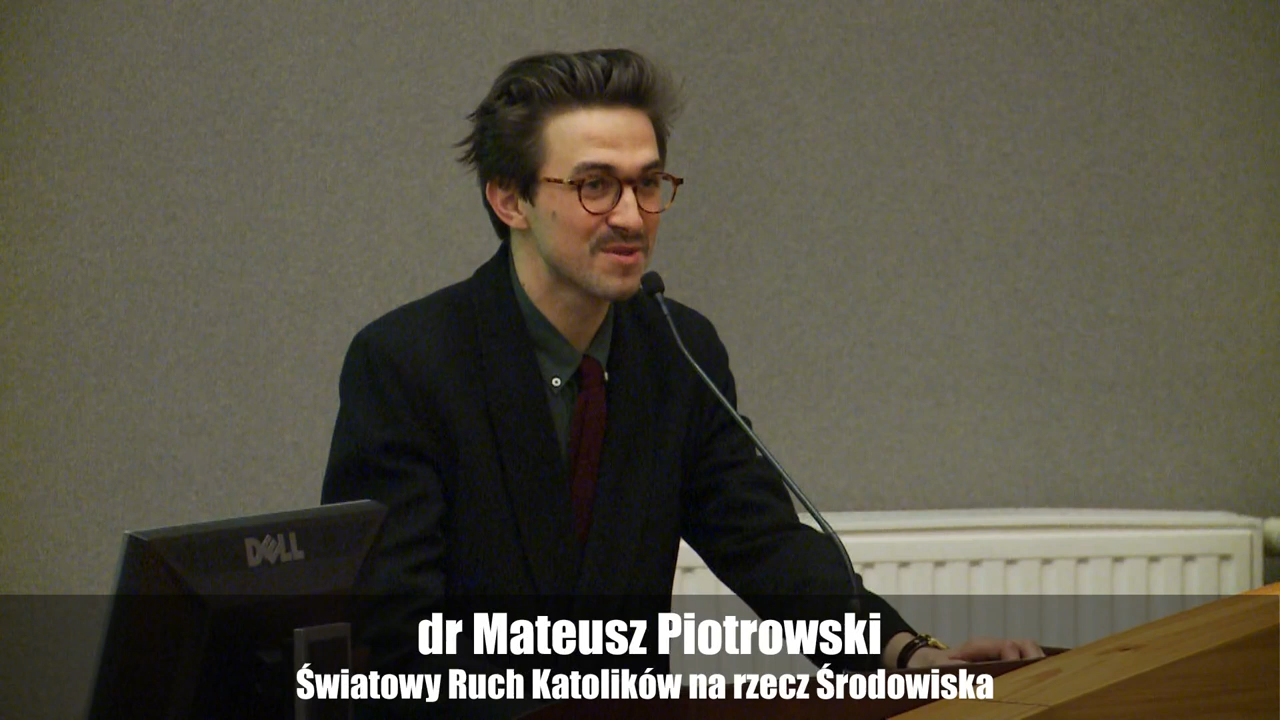 DELL
dr Mateusz Piotrowski
Światowy Ruch Katolików na rzecz Środowiska